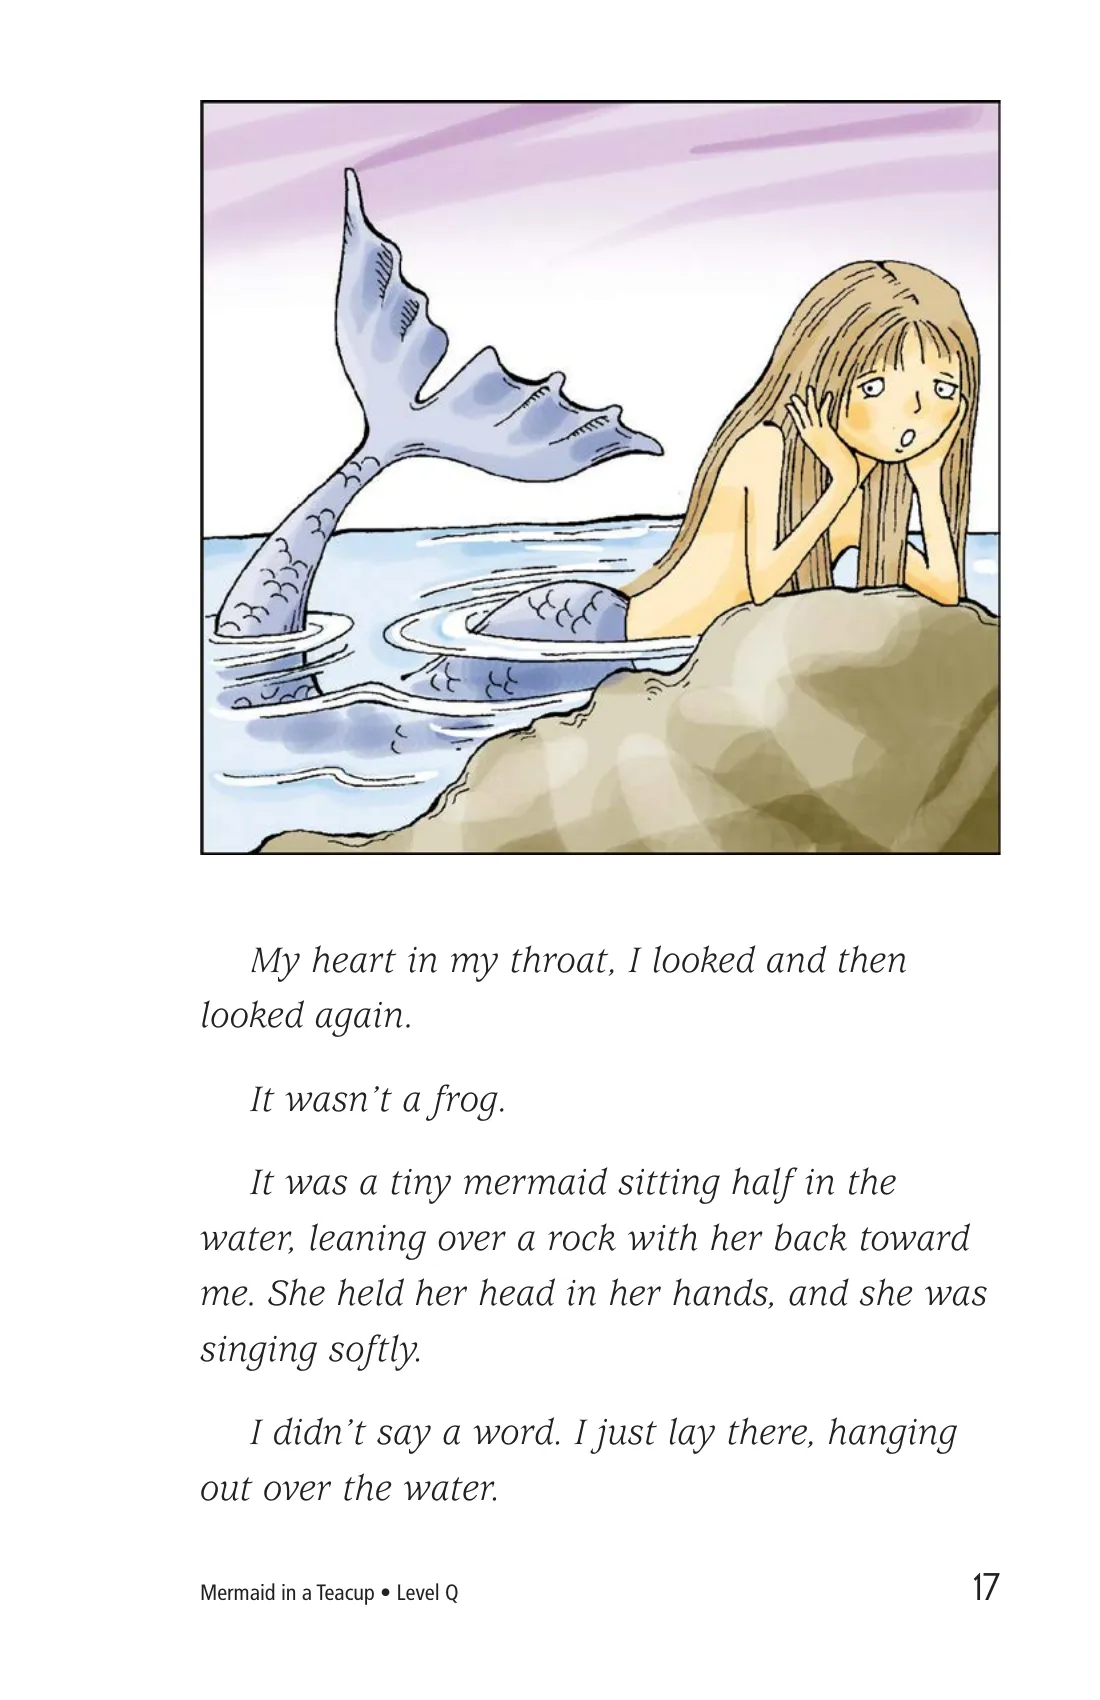 My heart in my throat, I looked and then
looked again.
It wasn’t a frog.
It was a tiny mermaid sitting half in the
water, leaning over a rock with her back toward
me. She held her head in her hands, and she was
singing softly.
I didn’t say a word. I just lay there, hanging
out over the water.
Mermaid in a Teacup • Level Q
17